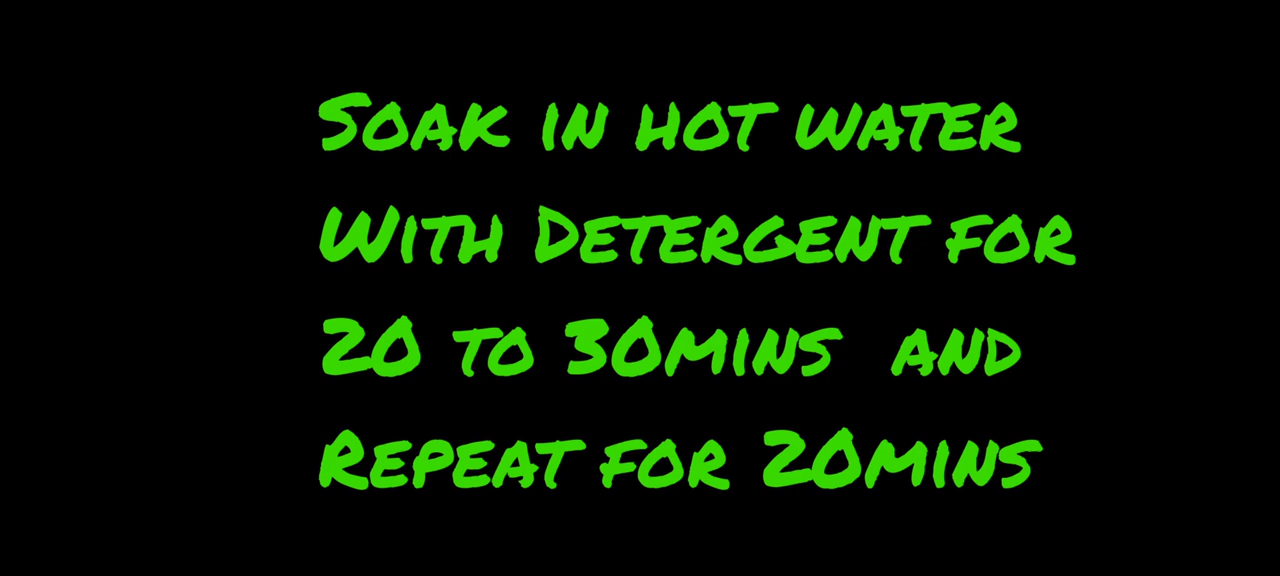 Soak in hot water
With Detergent for
20 to 30mins and
Repeat for 20mins